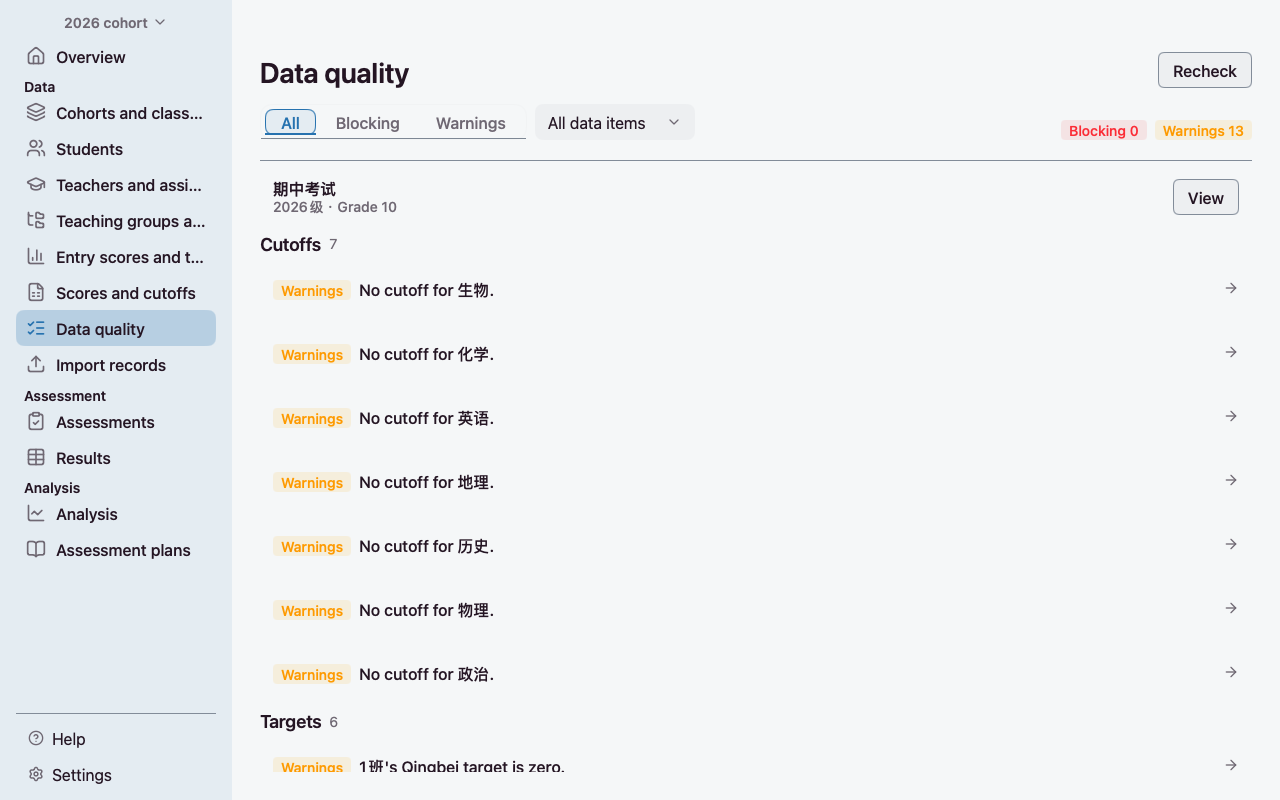 2026 cohort
Overview
Data
Cohorts and class...
Students
Teachers and assi...
Teaching groups a...
Entry scores and t...
Scores and cutoffs
Data quality
Import records
Assessment
Assessments
Results
Analysis
Analysis
Assessment plans
Help
Settings
Data quality
Recheck
All
Blocking
Warnings
All data items
Blocking 0
Warnings 13
期中考试
2026级 · Grade 10
View
Cutoffs 7
Warnings No cutoff for 生物.
Warnings No cutoff for 化学.
Warnings No cutoff for 英语.
Warnings No cutoff for 地理.
Warnings No cutoff for 历史.
Warnings No cutoff for 物理.
Warnings No cutoff for 政治.
Targets 6
Warnings 1班's Qingbei target is zero.